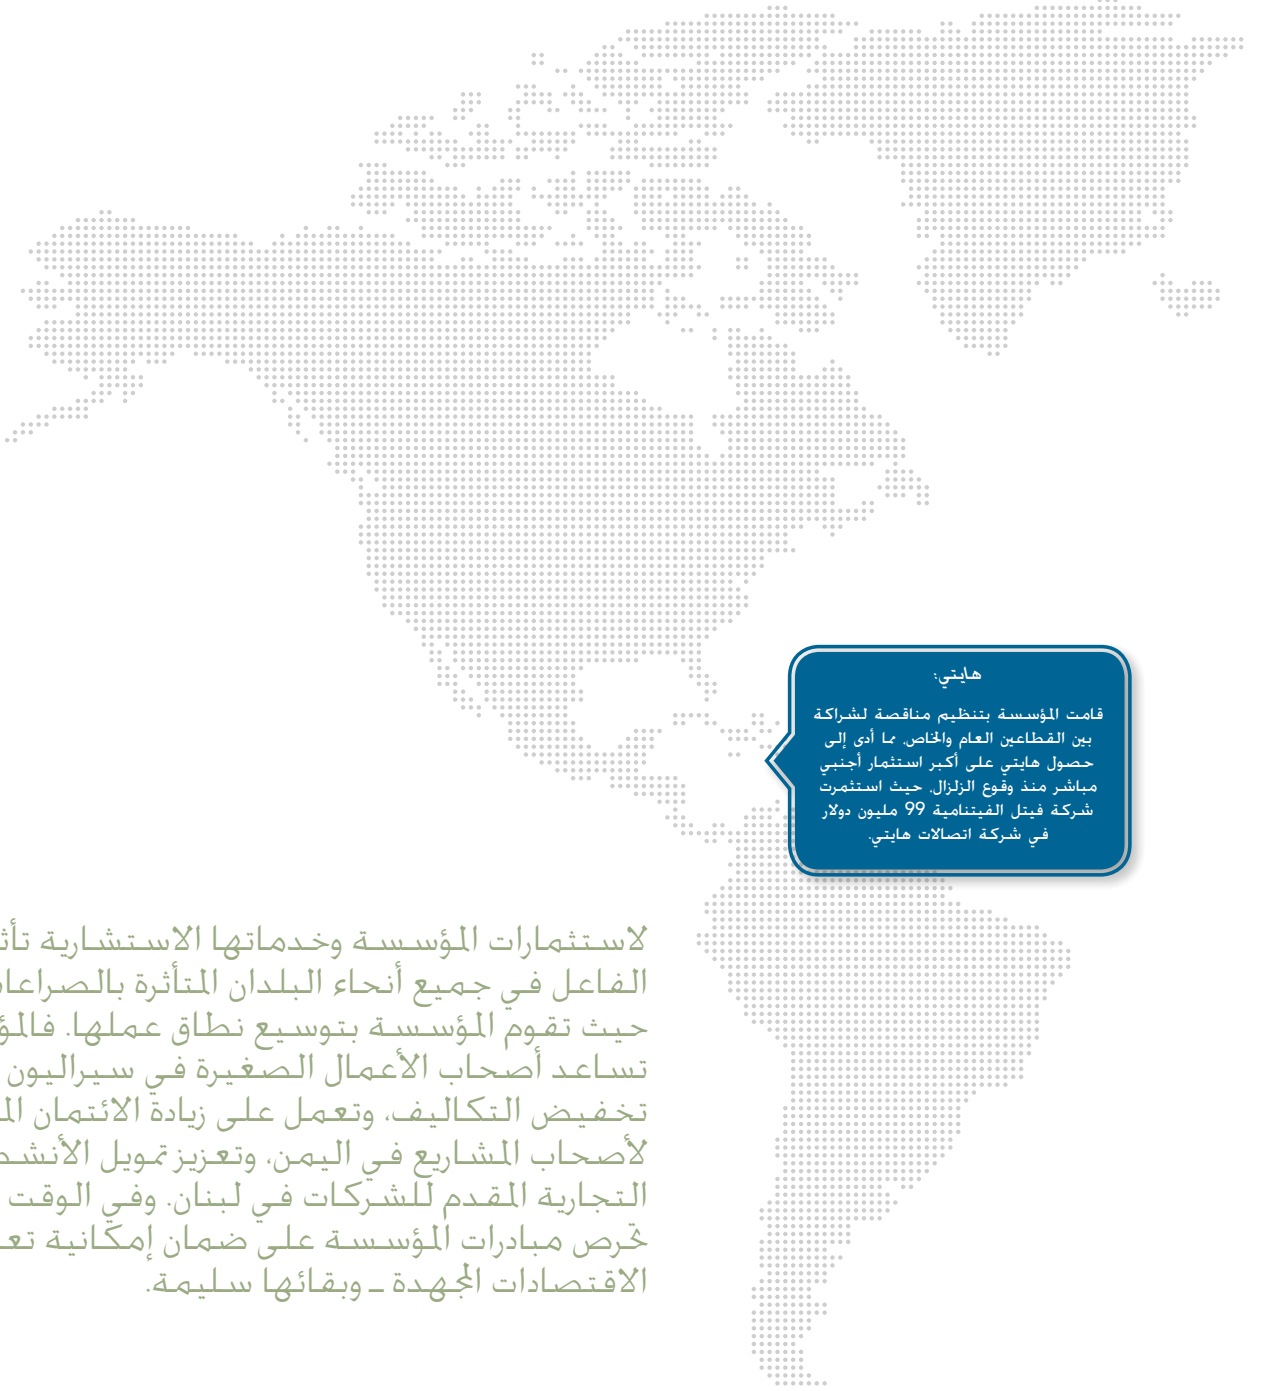 هايتي:
قامت المؤسسة بتنظيم مناقصة لشراكة
بين القطاعين العام والخاص، مما أدى إلى
حصول هايتي على أكبر استثمار أجنبي
مباشر منذ وقوع الزلزال، حيث استثمرت
شركة فيتل الفيتنامية 99 مليون دولار
في شركة اتصالات هايتي.
لاستثمارات المؤسسة وخدماتها الاستشارية
الفاعل في جميع أنحاء البلدان المتأثرة
حيث تقوم المؤسسة بتوسيع نطاق عملها.
تساعد أصحاب الأعمال الصغيرة في سيراليون
تخفيض التكاليف، وتعمل على زيادة الائتمان
لأصحاب المشاريع في اليمن، وتعزيز تمويل
التجارية المقدم للشركات في لبنان. وفي الوقت
تحرص مبادرات المؤسسة على ضمان إمكانية
الاقتصادات المجهدة – وبقائها سليمة.